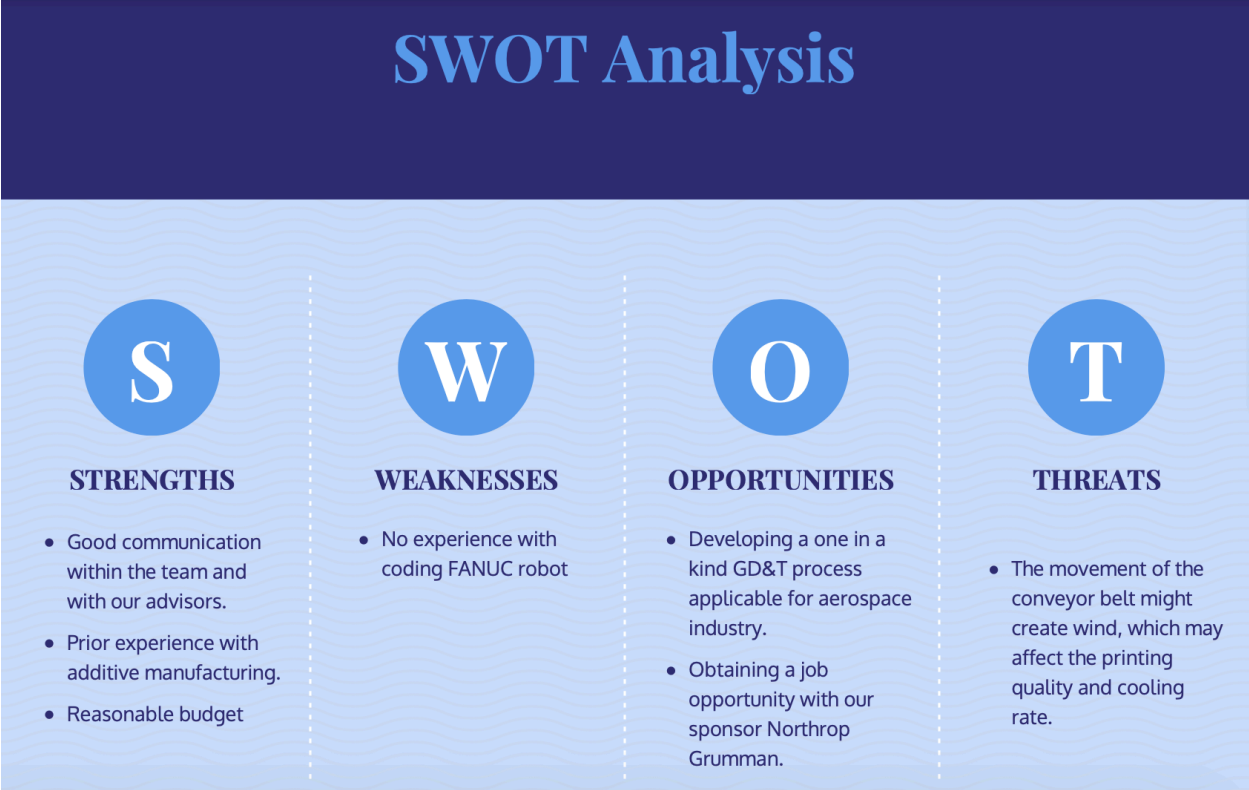 SWOT Analysis
S
STRENGTHS
● Good communication
within the team and
with our advisors.
● Prior experience with
additive manufacturing.
● Reasonable budget
W
WEAKNESSES
● No experience with
coding FANUC robot
O
OPPORTUNITIES
● Developing a one in a
kind GD&T process
applicable for aerospace
industry.
● Obtaining a job
opportunity with our
sponsor Northrop
Grumman.
T
THREATS
● The movement of the
conveyor belt might
create wind, which may
affect the printing
quality and cooling
rate.